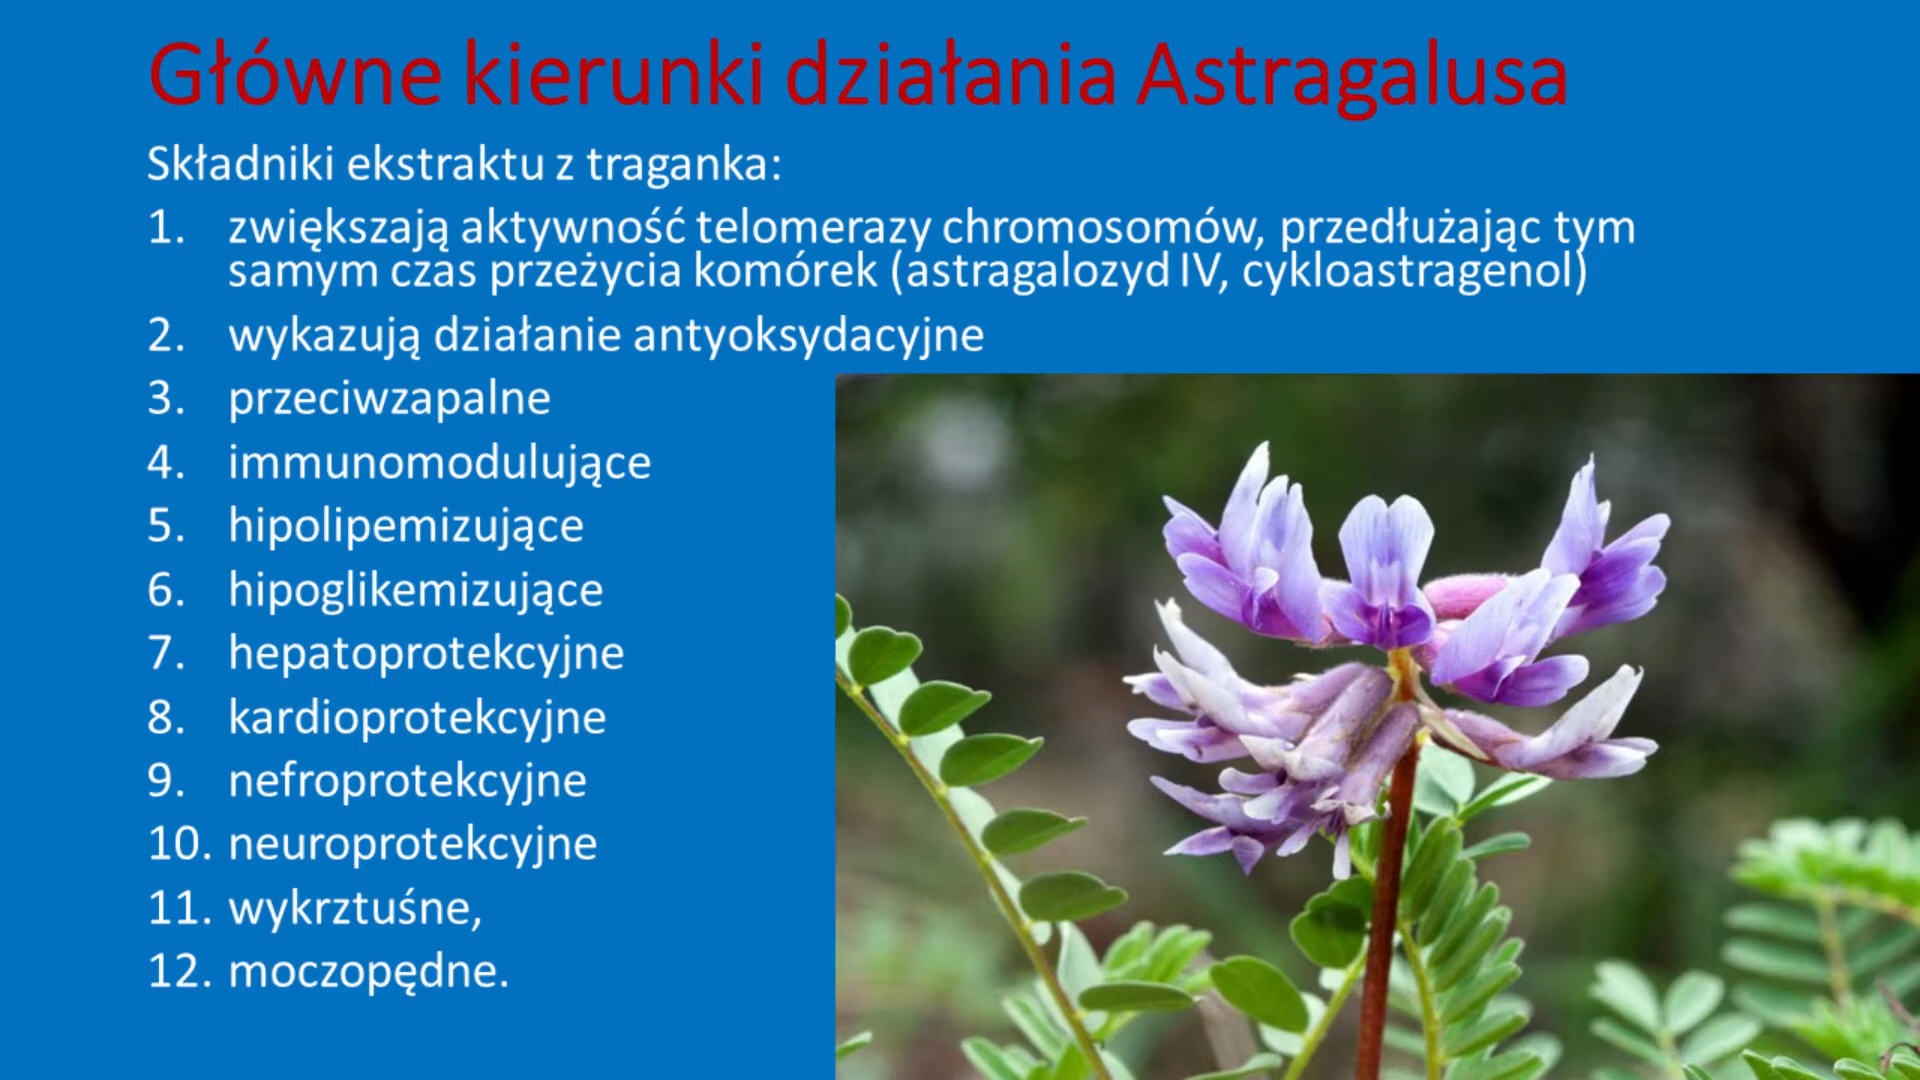 Główne kierunki działania Astragalusa
Składniki ekstraktu z traganka:
1. zwiększają aktywność telomerazy chromosomów, przedłużając tym
samym czas przeżycia komórek (astragalozyd IV, cykloastragenol)
2. wykazują działanie antyoksydacyjne
3. przeciwzapalne
4. immunomodulujące
5. hipolipemizujące
6. hipoglikemizujące
7. hepatoprotekcyjne
8. kardioprotekcyjne
9. nefroprotekcyjne
10. neuroprotekcyjne
11. wykrztuśne,
12. moczopędne.